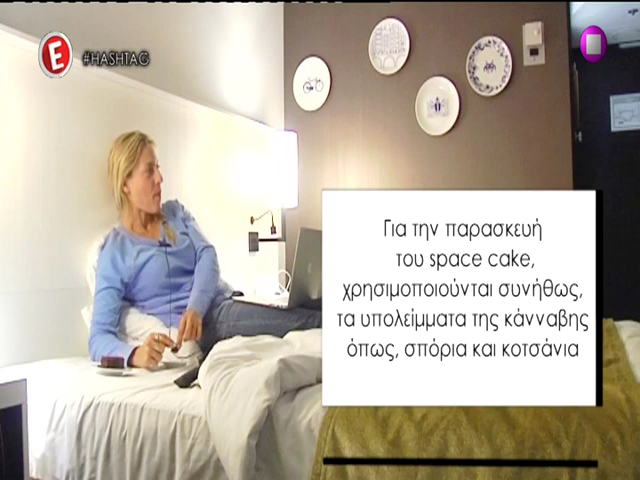 E
#HASHTAG
Για την παρασκευή
του space cake,
χρησιμοποιούνται συνήθως,
τα υπολείμματα της κάνναβης
όπως, σπόρια και κοτσάνια